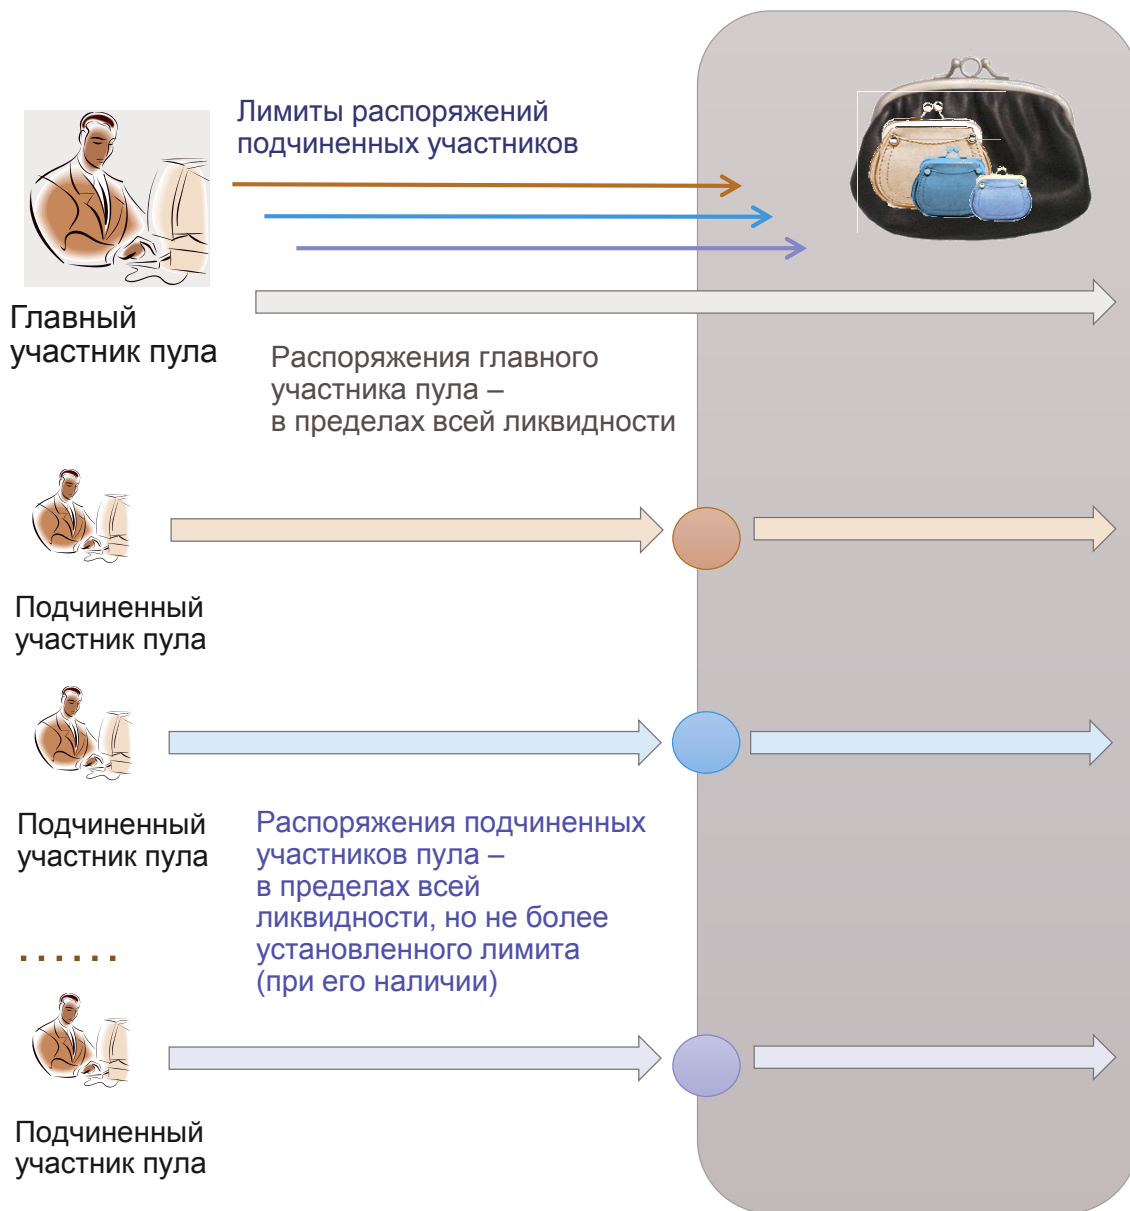 Лимиты распоряжений
подчиненных участников
Главный
участник пула
Распоряжения главного
участника пула –
в пределах всей ликвидности
Подчиненный
участник пула
Подчиненный
участник пула
Распоряжения подчиненных
участников пула –
в пределах всей
ликвидности, но не более
установленного лимита
(при его наличии)
......
Подчиненный
участник пула